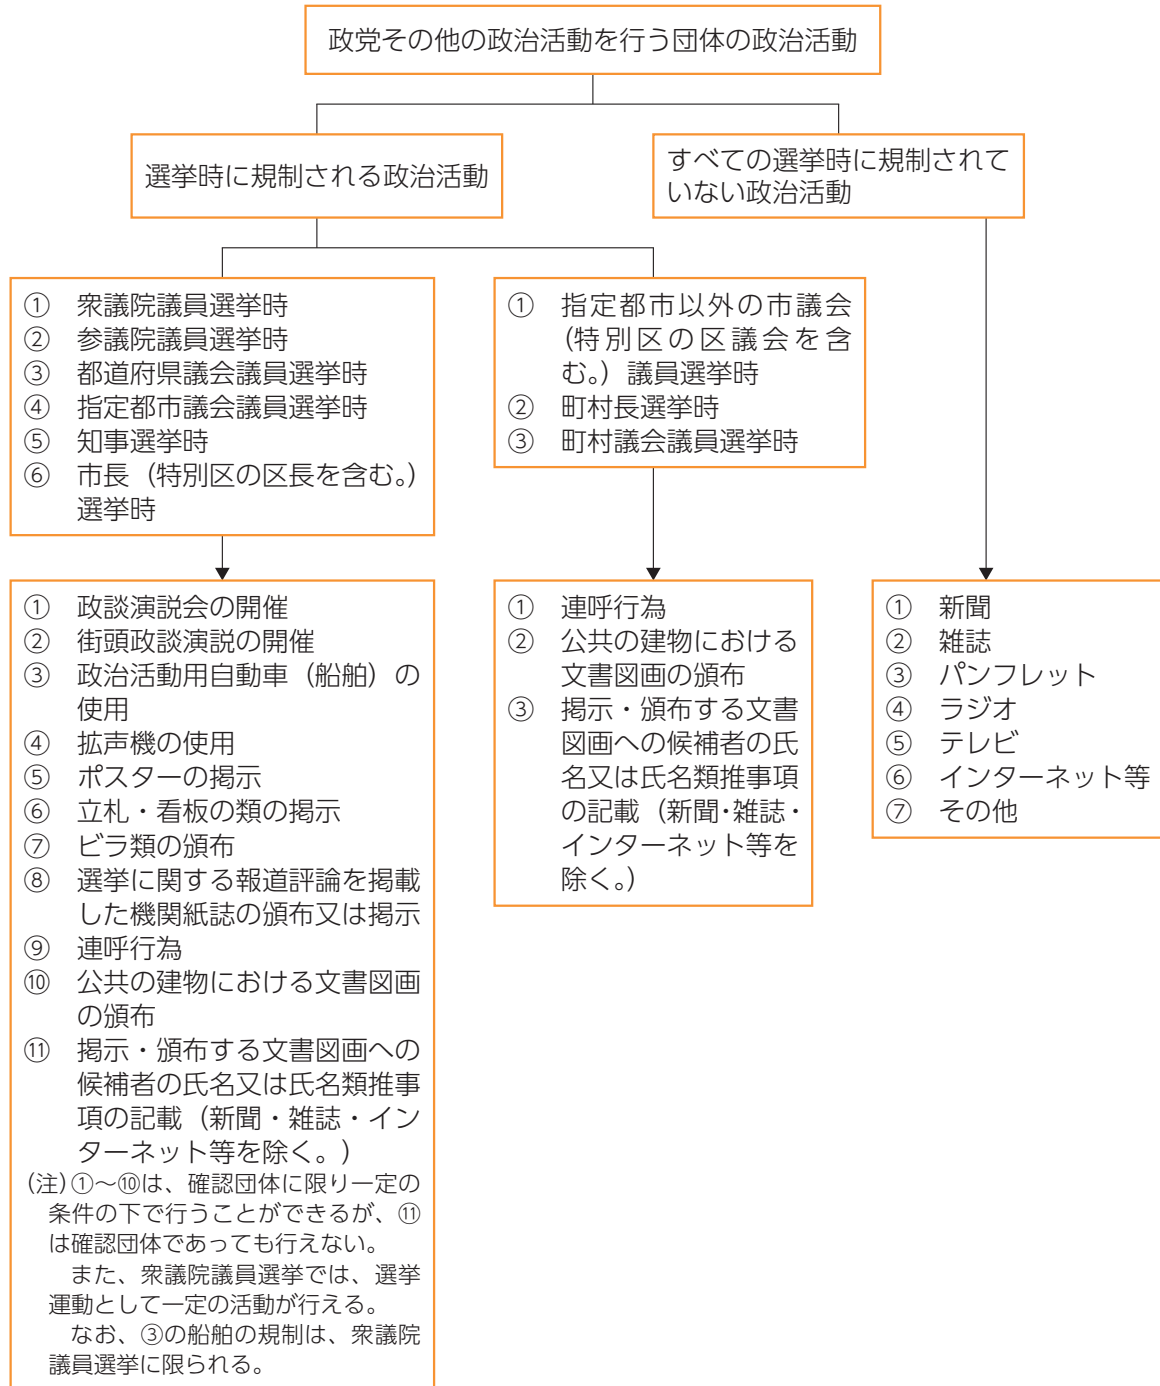 政党その他の政治活動を行う団体の政治活動
選挙時に規制される政治活動
すべての選挙時に規制されて
いない政治活動
① 衆議院議員選挙時
② 参議院議員選挙時
③ 都道府県議会議員選挙時
④ 指定都市議会議員選挙時
⑤ 知事選挙時
⑥ 市長（特別区の区長を含む。）
選挙時
① 指定都市以外の市議会
（特別区の区議会を含
む。）議員選挙時
② 町村長選挙時
③ 町村議会議員選挙時
① 政談演説会の開催
② 街頭政談演説の開催
③ 政治活動用自動車（船舶）の
使用
④ 拡声機の使用
⑤ ポスターの掲示
⑥ 立札・看板の類の掲示
⑦ ビラ類の頒布
⑧ 選挙に関する報道評論を掲載
した機関紙誌の頒布又は掲示
⑨ 連呼行為
⑩ 公共の建物における文書図画
の頒布
⑪ 掲示・頒布する文書図画への
候補者の氏名又は氏名類推事
項の記載（新聞・雑誌・イン
ターネット等を除く。）
（注）①～⑩は、確認団体に限り一定の
条件の下で行うことができるが、⑪
は確認団体であっても行えない。
また、衆議院議員選挙では、選挙
運動として一定の活動が行える。
なお、③の船舶の規制は、衆議院
議員選挙に限られる。
① 連呼行為
② 公共の建物における
文書図画の頒布
③ 掲示・頒布する文書
図画への候補者の氏
名又は氏名類推事項
の記載（新聞・雑誌・
インターネット等を
除く。）
① 新聞
② 雑誌
③ パンフレット
④ ラジオ
⑤ テレビ
⑥ インターネット等
⑦ その他